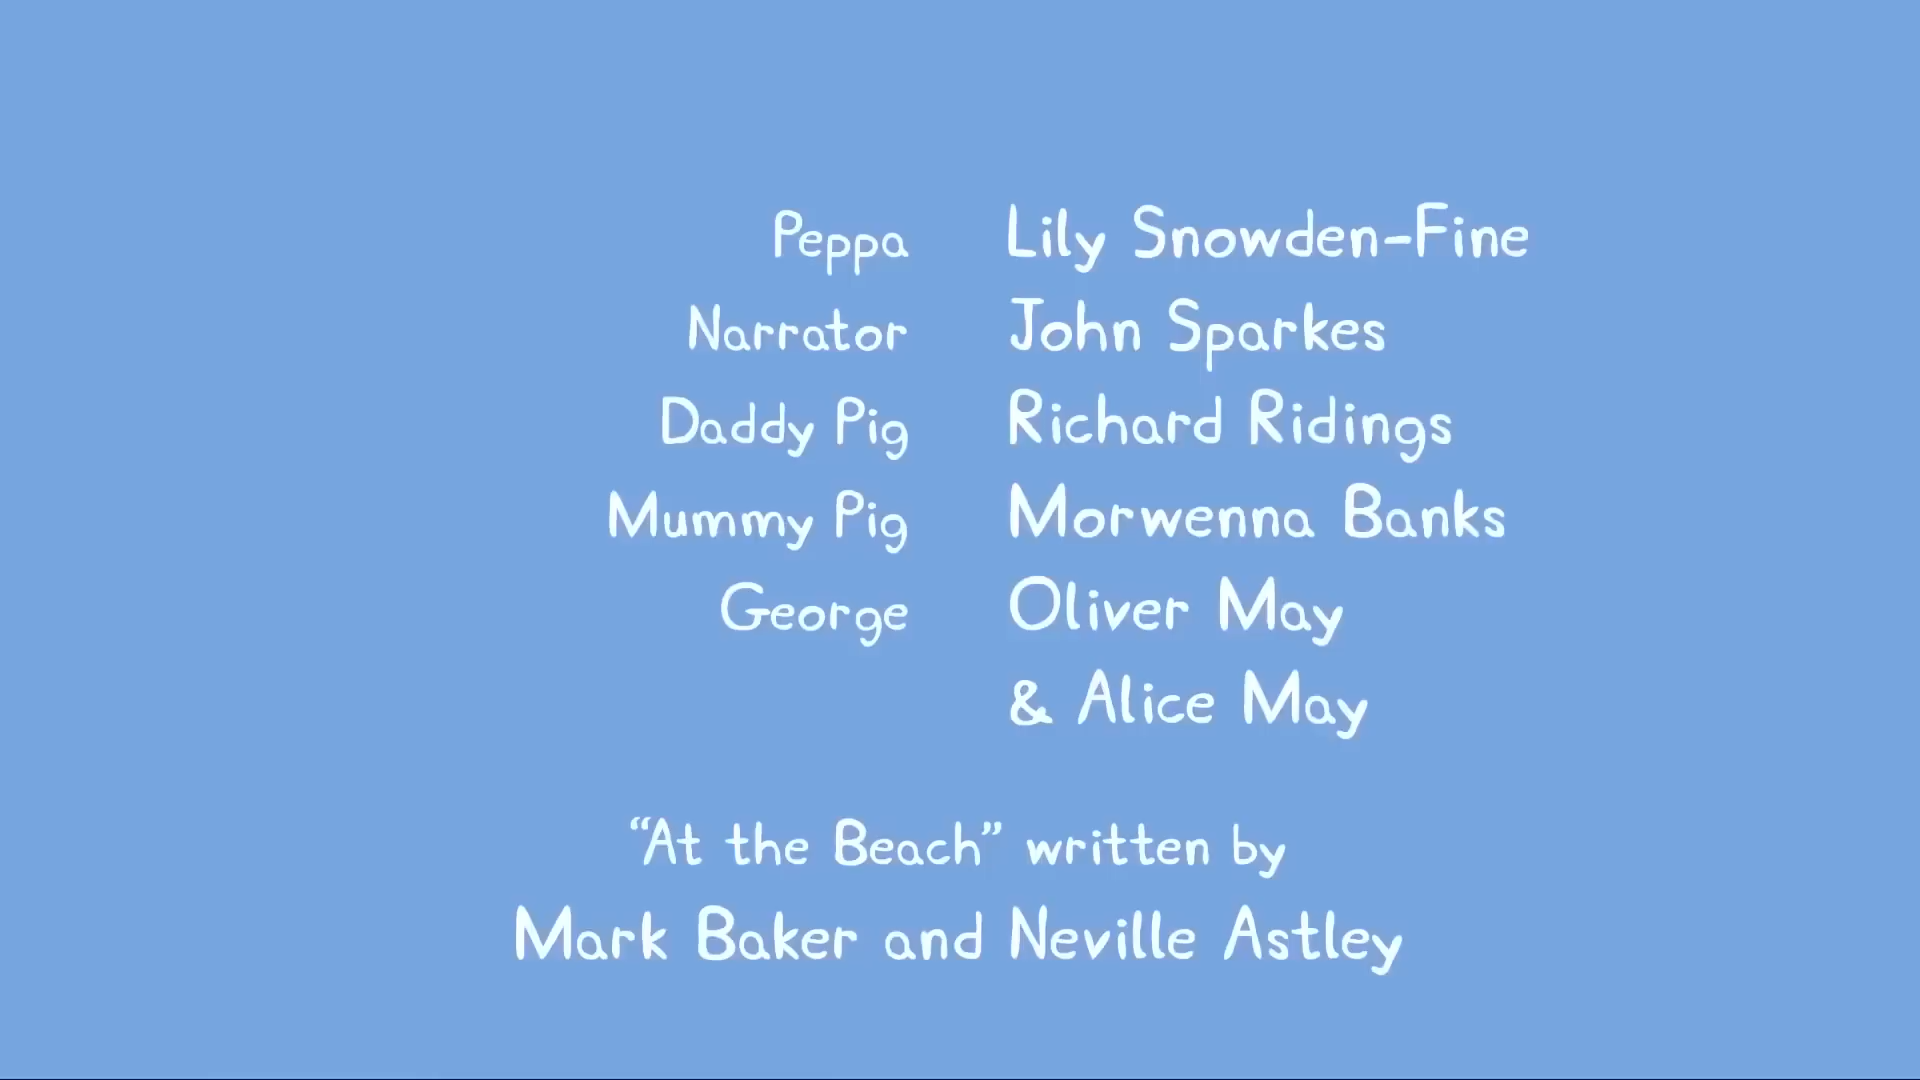 Peppa Lily Snowden-Fine
Narrator John Sparkes
Daddy Pig Richard Ridings
Mummy Pig Morwenna Banks
George Oliver May
& Alice May
“At the Beach” written by
Mark Baker and Neville Astley